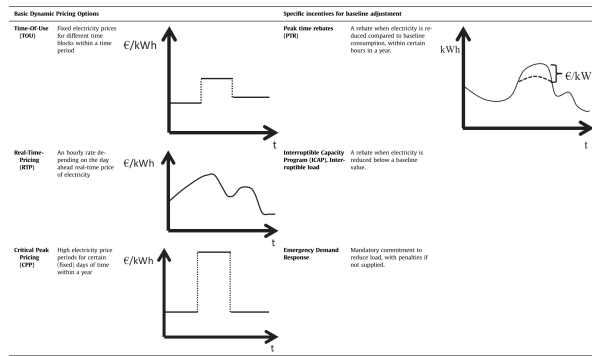 Basic Dynamic Pricing Options
Specific incentives for baseline adjustment
Time-Of-Use
(TOU)
Fixed electricity prices
for different time
blocks within a time
period
€/kWh
t
Peak time rebates
(PTR)
A rebate when electricity is re-
duced compared to baseline
consumption, within certain
hours in a year.
kWh
€/kW
t
Real-Time-
Pricing
(RTP)
An hourly rate de-
pending on the day
ahead real-time price
of electricity
€/kWh
t
Interruptible Capacity
Program (ICAP), Inter-
ruptible load
A rebate when electricity is
reduced below a baseline
value.
Critical Peak
Pricing
(CPP)
High electricity price
periods for certain
(fixed) days of time
within a year
€/kWh
t
Emergency Demand
Response
Mandatory commitment to
reduce load, with penalties if
not supplied.